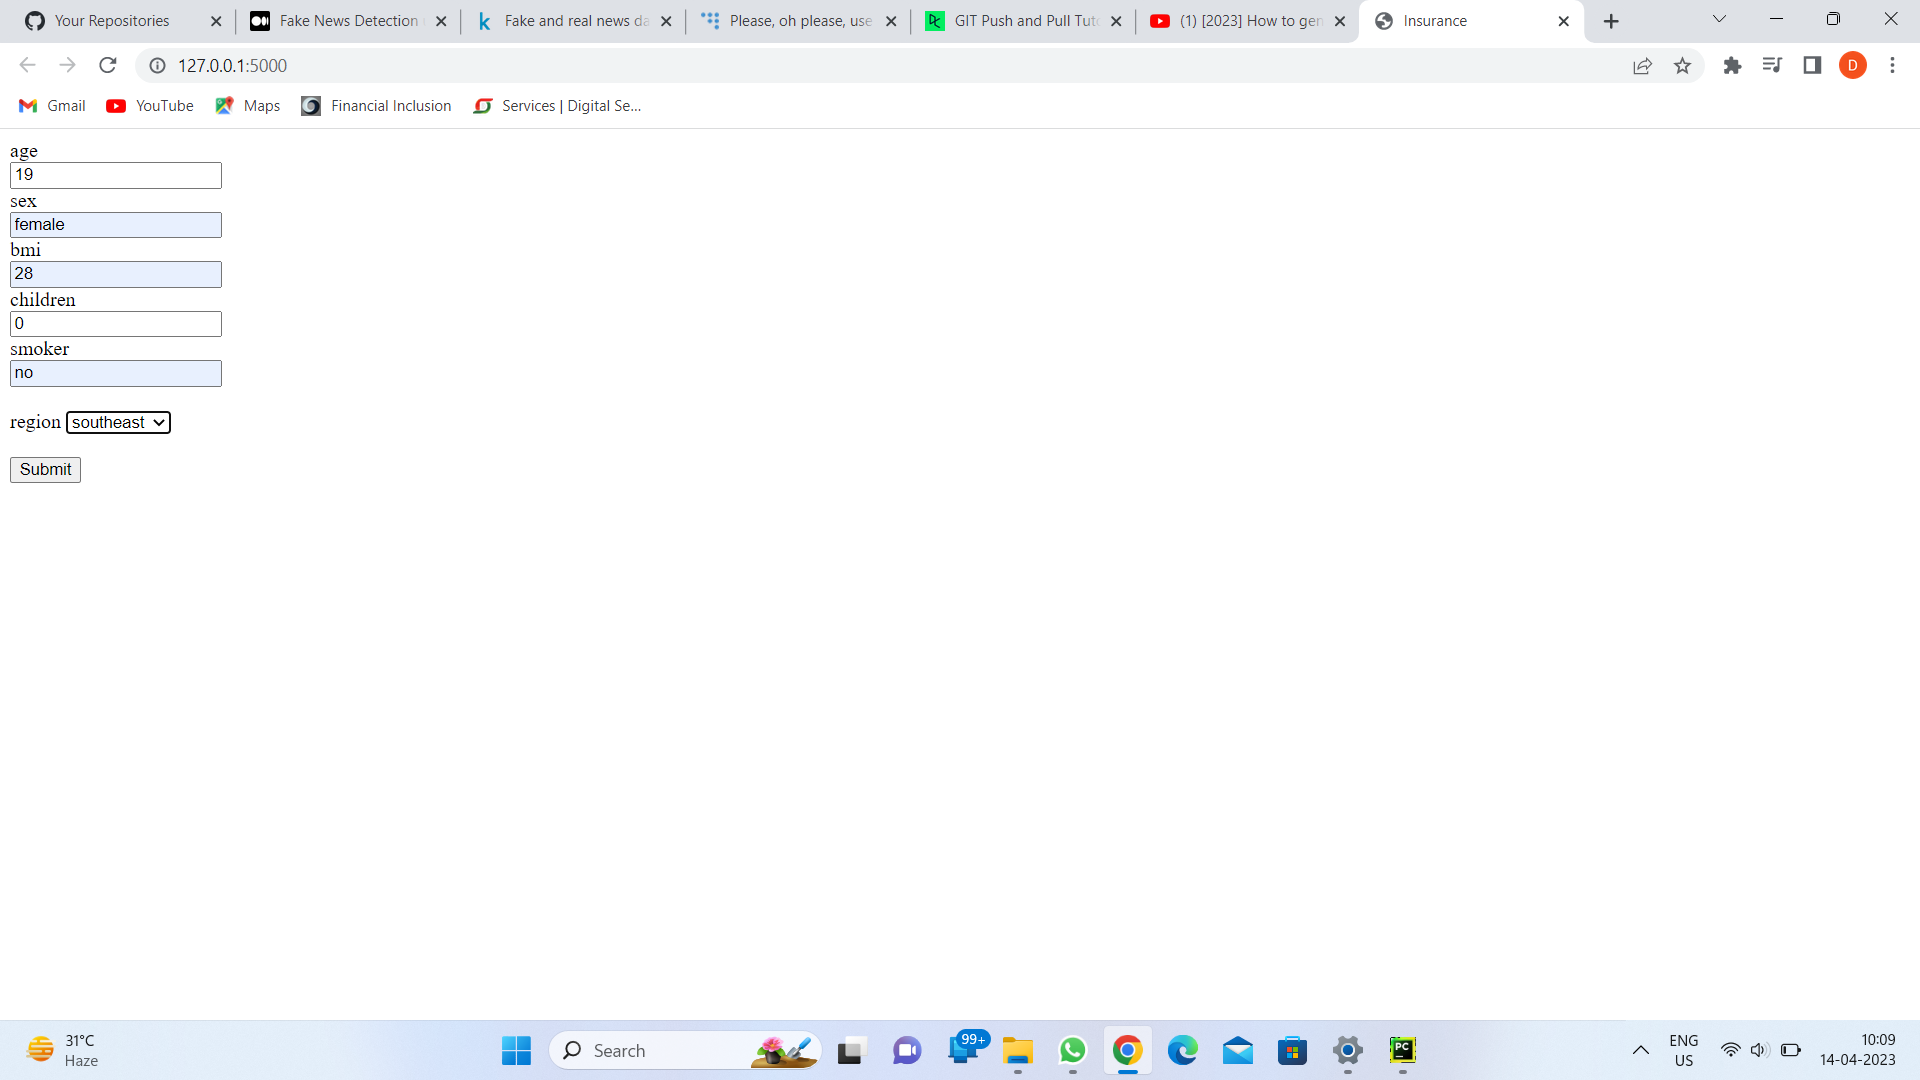 Your Repositories
Fake News Detection
Fake and real news da
Please, oh please, use
GIT Push and Pull Tut
(1) [2023] How to gen
Insurance
127.0.0.1:5000
D
Gmail
YouTube
Maps
Financial Inclusion
Services | Digital Se...
age
19
sex
female
bmi
28
children
0
smoker
no
region southeast
Submit
31°C
Haze
Search
99+
PC
ENG
US
10:09
14-04-2023